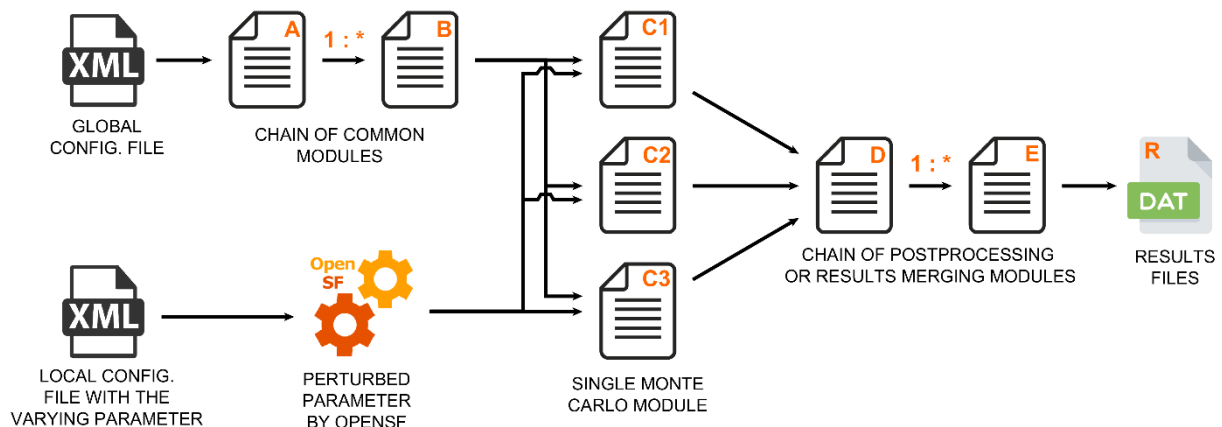 XML
GLOBAL
CONFIG. FILE
A
1 : *
B
CHAIN OF COMMON
MODULES
C1
C2
C3
SINGLE MONTE
CARLO MODULE
D
1 : *
E
CHAIN OF POSTPROCESSING
OR RESULTS MERGING MODULES
R
DAT
RESULTS
FILES
XML
LOCAL CONFIG.
FILE WITH THE
VARYING PARAMETER
Open
SF
PERTURBED
PARAMETER
BY OPENSF